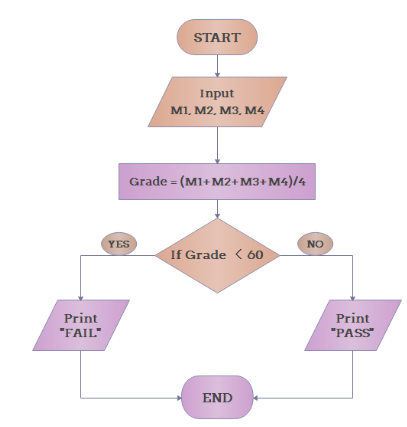 START
Input
M1, M2, M3, M4
Grade = (M1+M2+M3+M4)/4
YES
If Grade < 60
NO
Print
"FAIL"
Print
"PASS"
END